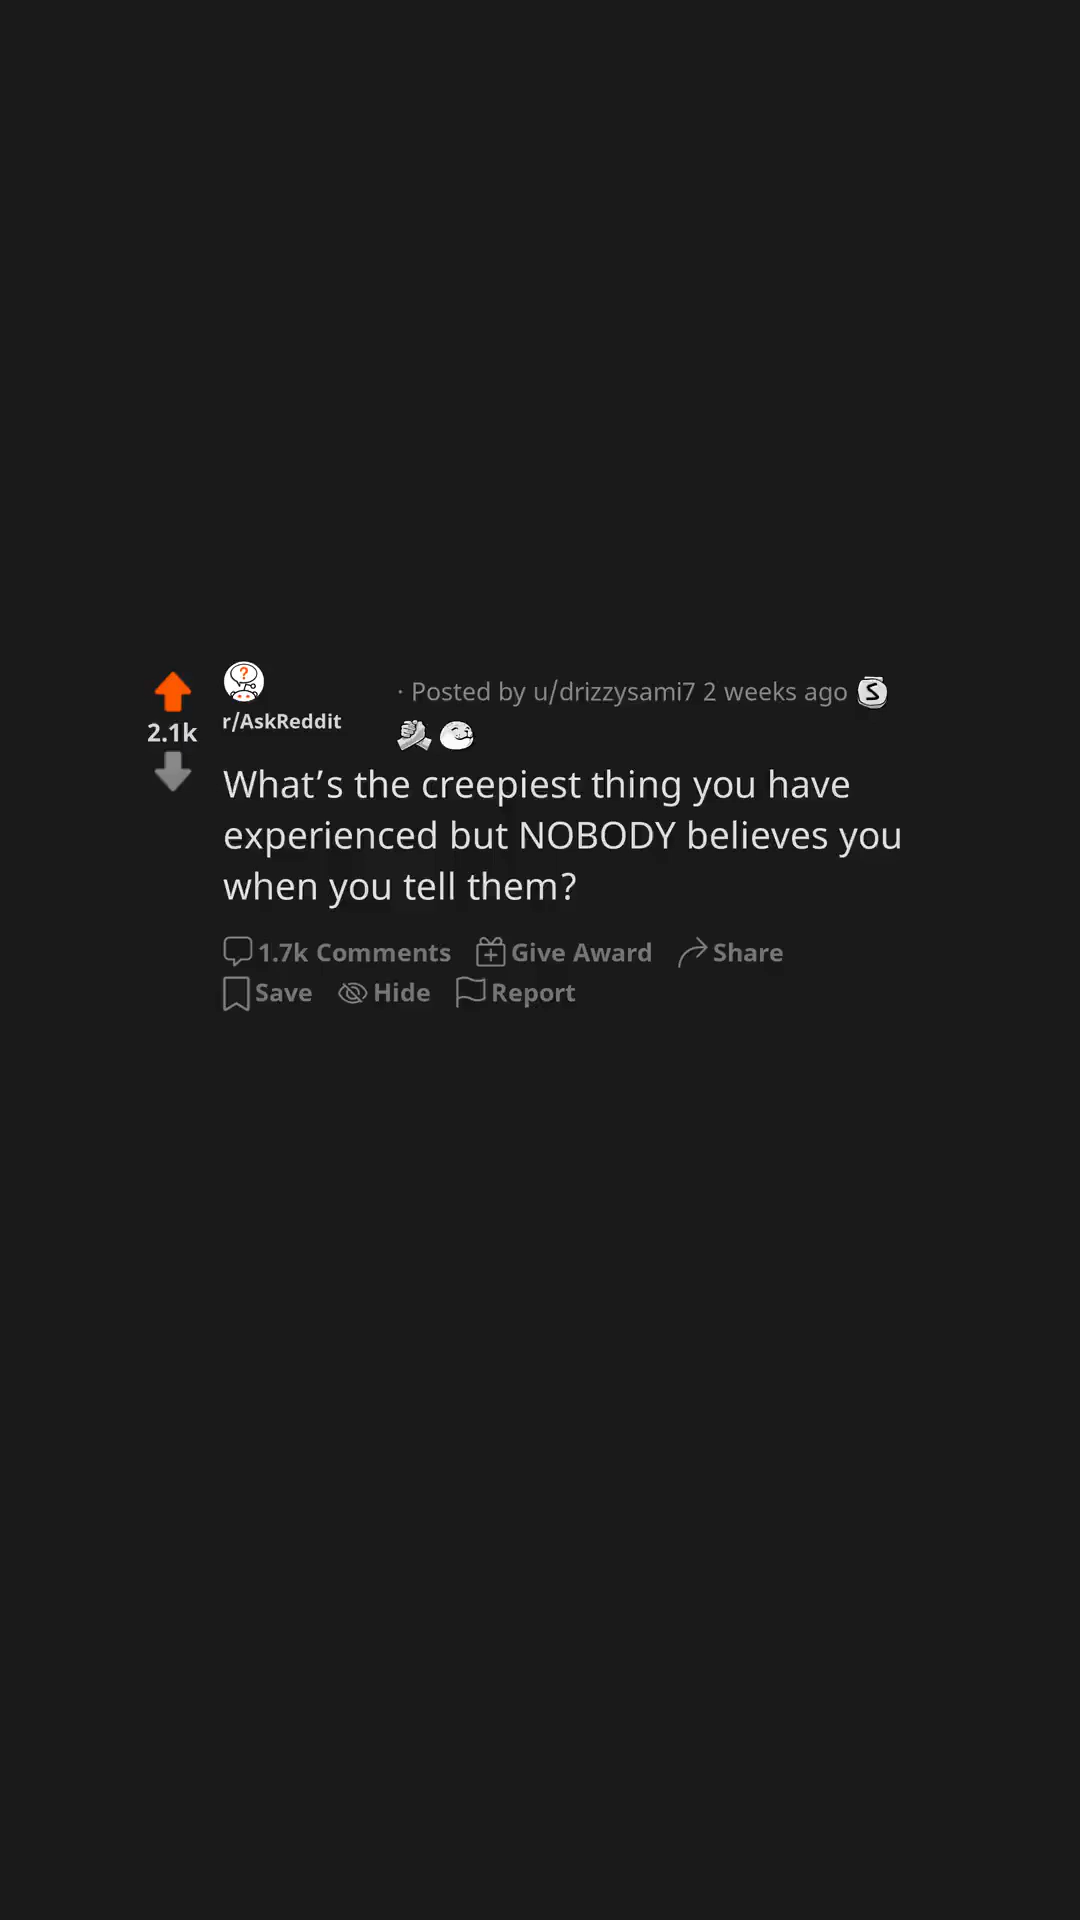 r/AskReddit
· Posted by u/drizzysami7 2 weeks ago
2.1k
What’s the creepiest thing you have
experienced but NOBODY believes you
when you tell them?
1.7k Comments Give Award Share
Save Hide Report